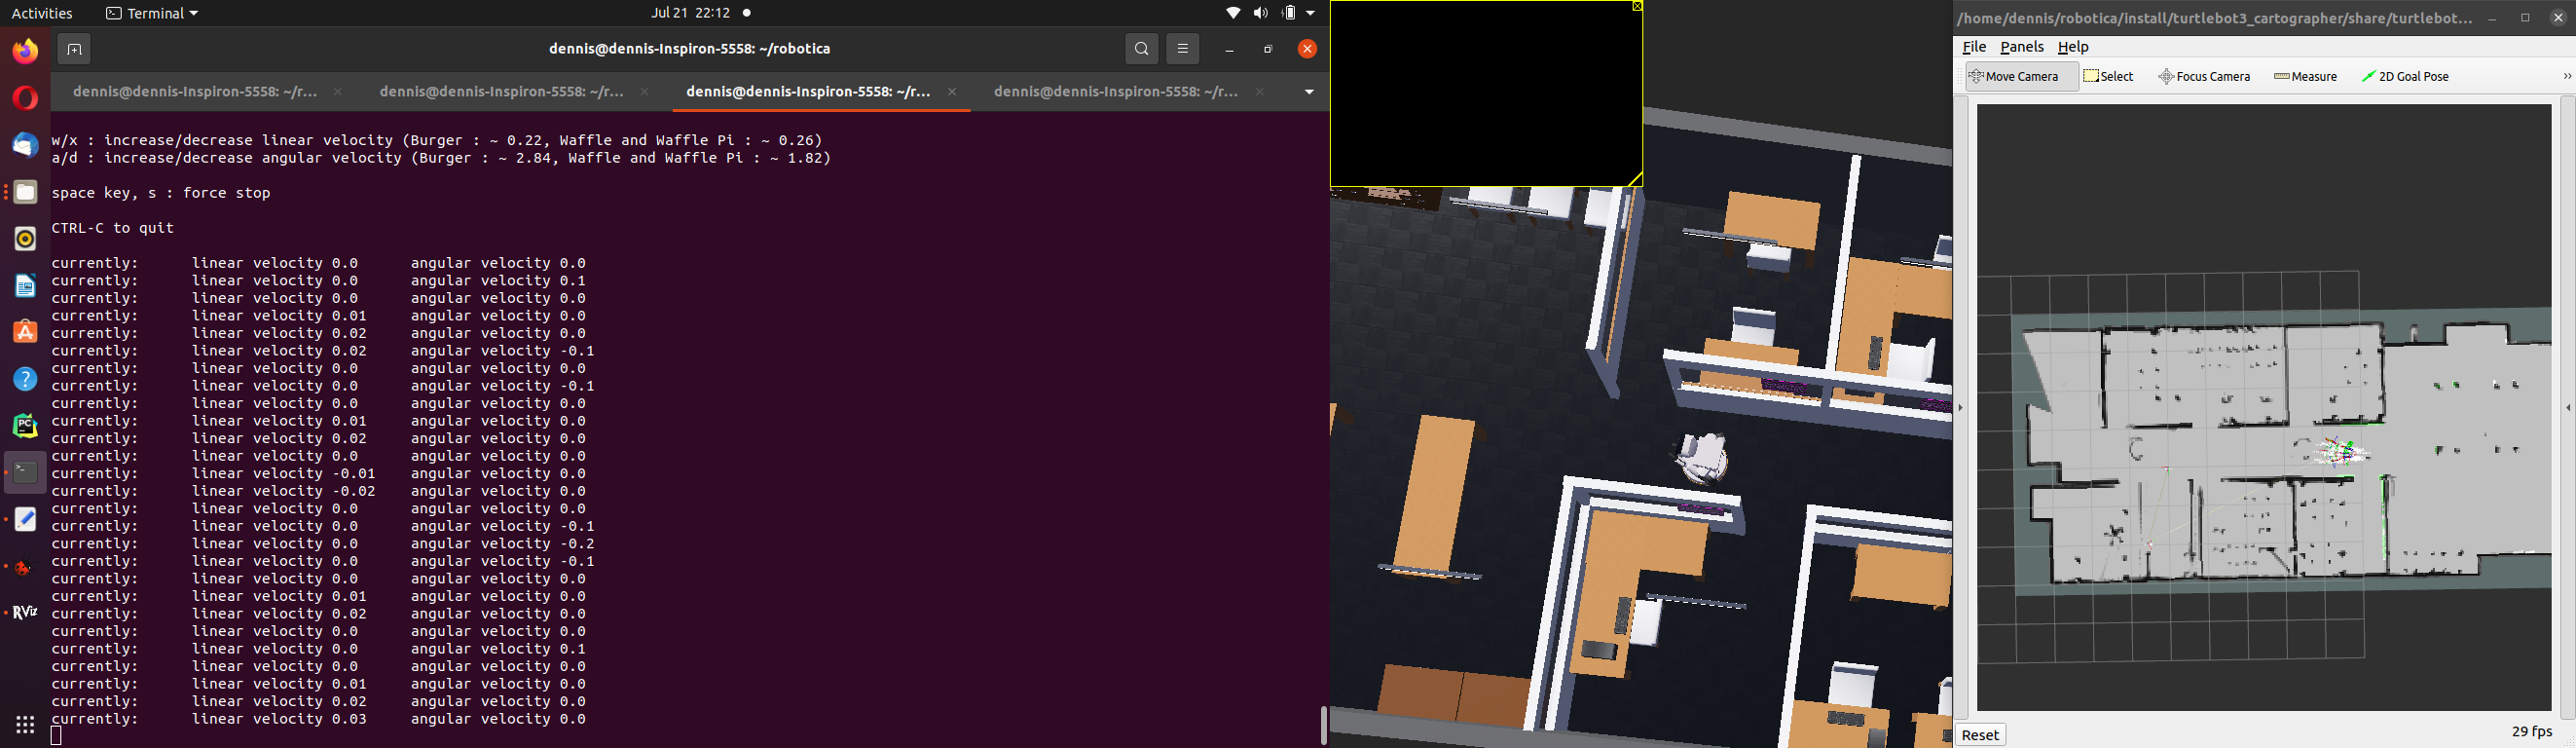 Activities
Terminal
Jul 21 22:12
dennis@dennis-Inspiron-5558: ~/robotica
dennis@dennis-Inspiron-5558: ~/r...
dennis@dennis-Inspiron-5558: ~/r...
dennis@dennis-Inspiron-5558: ~/r...
dennis@dennis-Inspiron-5558: ~/r...
w/x : increase/decrease linear velocity (Burger : ~ 0.22, Waffle and Waffle Pi : ~ 0.26)
a/d : increase/decrease angular velocity (Burger : ~ 2.84, Waffle and Waffle Pi : ~ 1.82)
space key, s : force stop
CTRL-C to quit
currently: linear velocity 0.0 angular velocity 0.0
currently: linear velocity 0.0 angular velocity 0.1
currently: linear velocity 0.0 angular velocity 0.0
currently: linear velocity 0.01 angular velocity 0.0
currently: linear velocity 0.02 angular velocity 0.0
currently: linear velocity 0.02 angular velocity -0.1
currently: linear velocity 0.0 angular velocity 0.0
currently: linear velocity 0.0 angular velocity -0.1
currently: linear velocity 0.0 angular velocity 0.0
currently: linear velocity 0.01 angular velocity 0.0
currently: linear velocity 0.02 angular velocity 0.0
currently: linear velocity 0.0 angular velocity 0.0
currently: linear velocity -0.01 angular velocity 0.0
currently: linear velocity -0.02 angular velocity 0.0
currently: linear velocity 0.0 angular velocity 0.0
currently: linear velocity 0.0 angular velocity -0.1
currently: linear velocity 0.0 angular velocity -0.2
currently: linear velocity 0.0 angular velocity -0.1
currently: linear velocity 0.0 angular velocity 0.0
currently: linear velocity 0.01 angular velocity 0.0
currently: linear velocity 0.02 angular velocity 0.0
currently: linear velocity 0.0 angular velocity 0.0
currently: linear velocity 0.0 angular velocity 0.1
currently: linear velocity 0.0 angular velocity 0.0
currently: linear velocity 0.01 angular velocity 0.0
currently: linear velocity 0.02 angular velocity 0.0
currently: linear velocity 0.03 angular velocity 0.0
PC
RViz
/home/dennis/robotica/install/turtlebot3_cartographer/share/turtlebot...
File Panels Help
Move Camera Select Focus Camera Measure 2D Goal Pose
Reset
29 fps